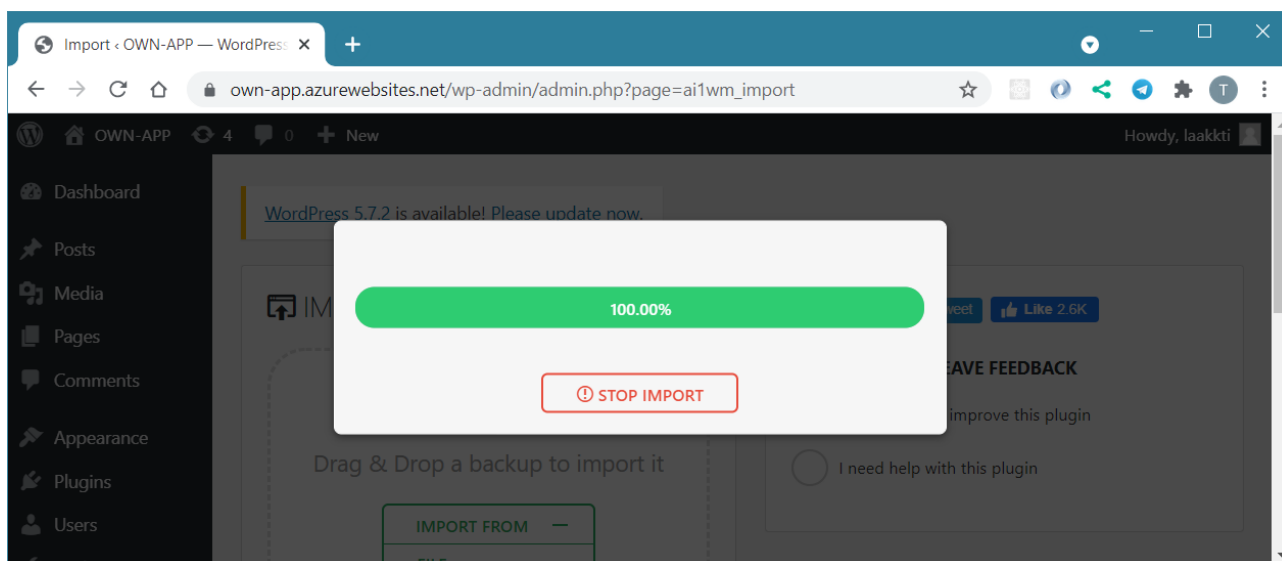 Import ‹ OWN-APP — WordPress
own-app.azurewebsites.net/wp-admin/admin.php?page=ai1wm_import
T
OWN-APP 4 0 New Howdy, laakkti
Dashboard
WordPress 5.7.2 is available! Please update now.
Posts
Media
IM
100.00%
weet
Like 2.6K
Pages
EAVE FEEDBACK
Comments
STOP IMPORT
improve this plugin
Appearance
Drag & Drop a backup to import it
I need help with this plugin
Plugins
Users
IMPORT FROM